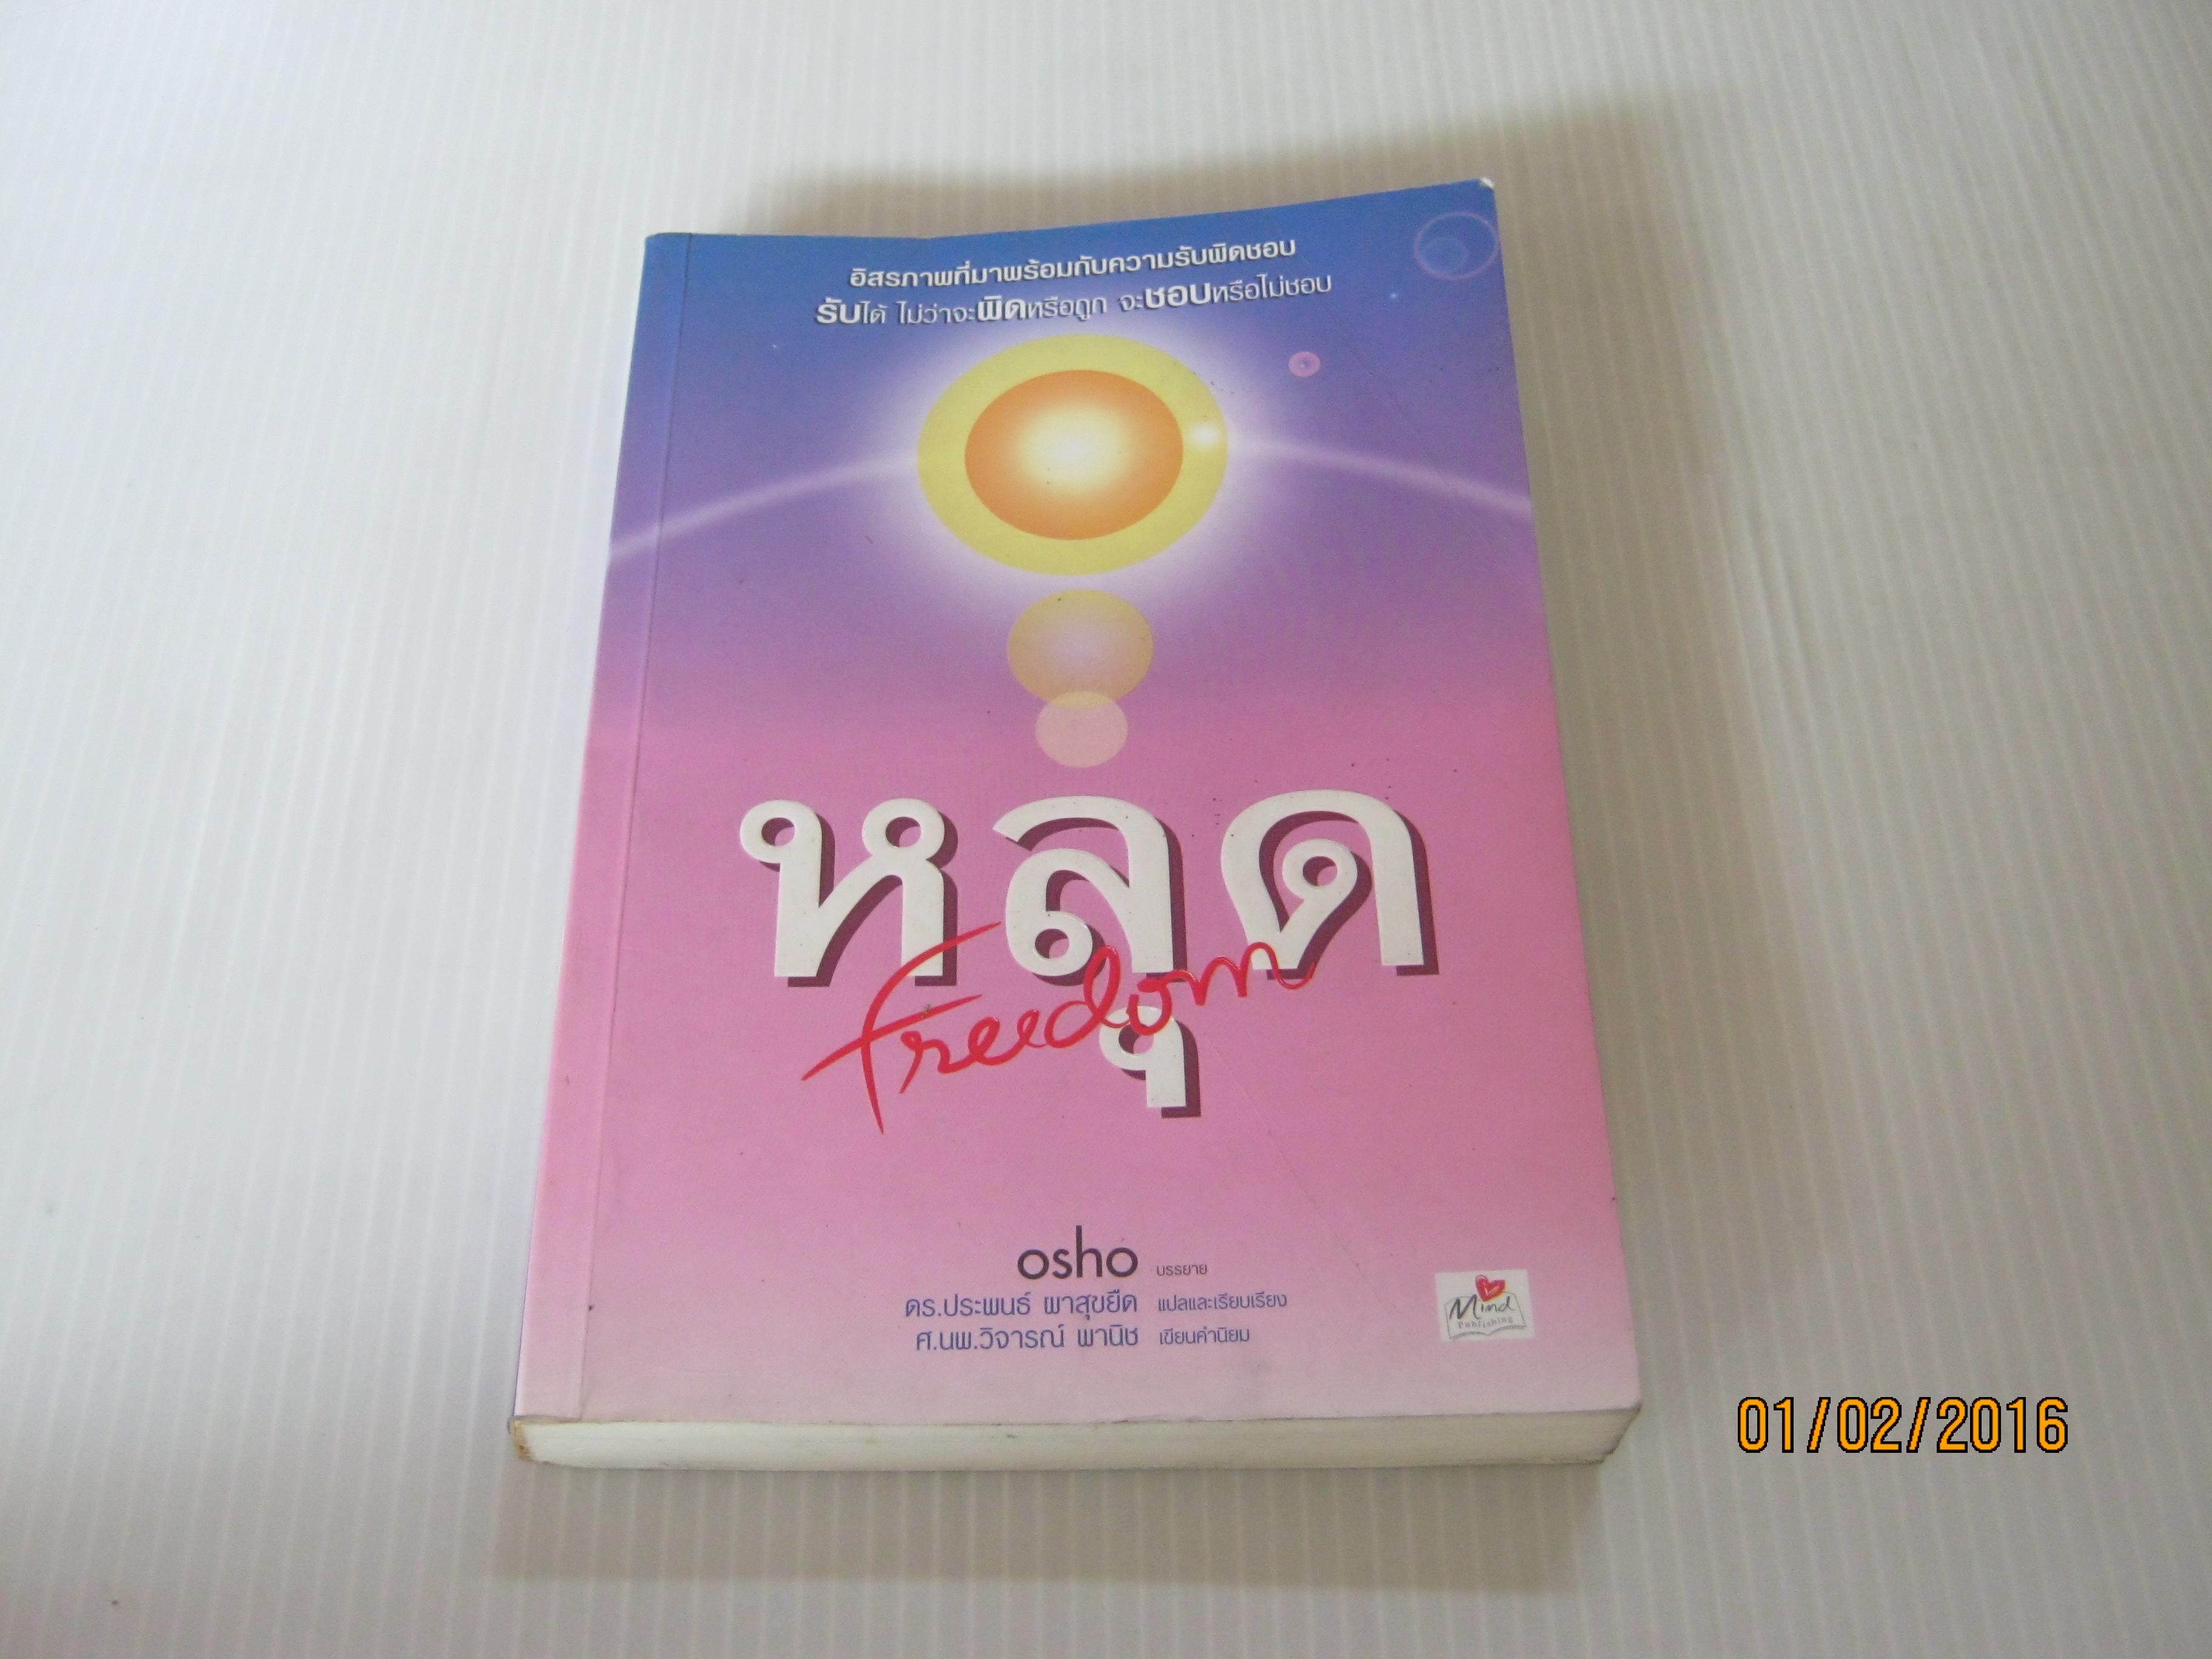 อิสรภาพที่มาพร้อมกับความรับผิดชอบ
รับได้ ไม่ว่าจะผิดหรือถูก จะชอบหรือไม่ชอบ
หลุด
Freedom
osho บรรยาย
ดร.ประพนธ์ ผาสุขยืด แปลและเรียบเรียง
ศ.นพ.วิจารณ์ พานิช เขียนคำนิยม
Mind
Publishing
01/02/2016